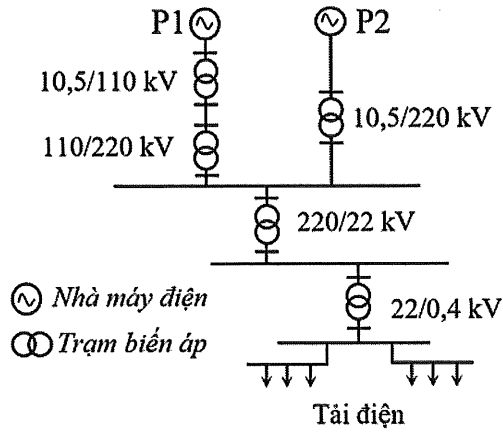 P1
P2
10,5/110 kV
10,5/220 kV
110/220 kV
220/22 kV
Nhà máy điện
22/0,4 kV
Trạm biến áp
Tải điện